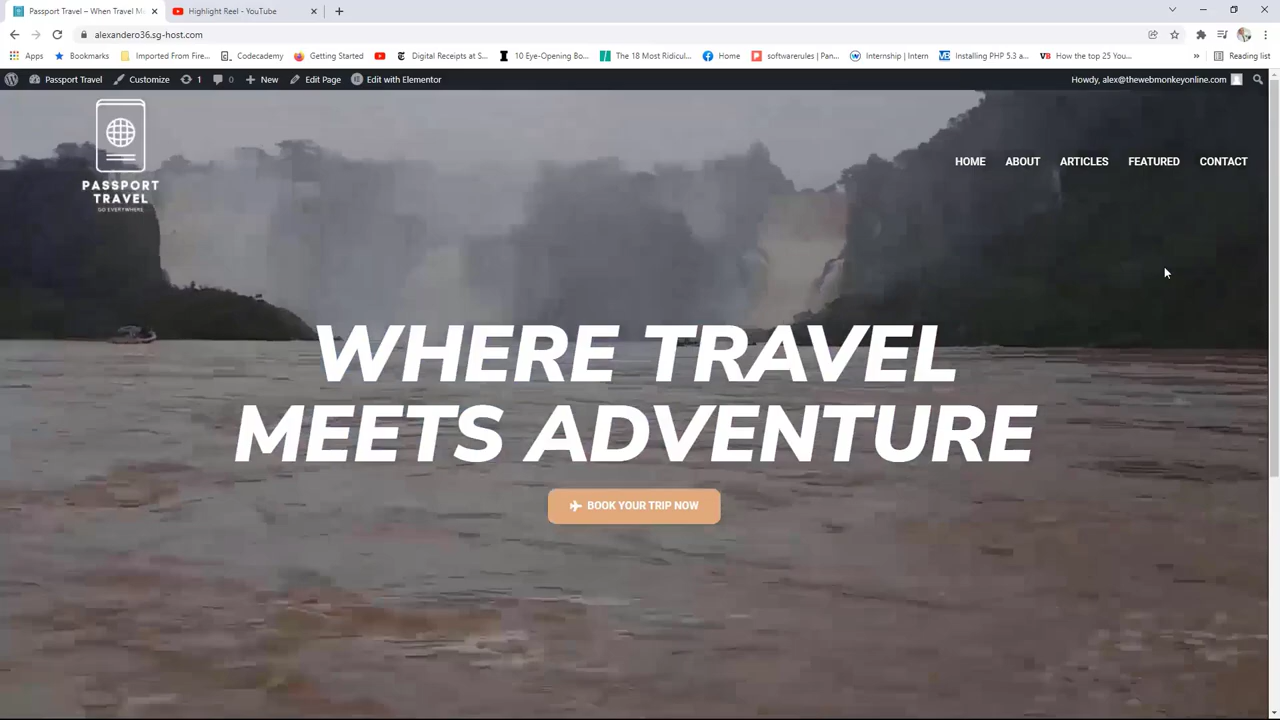 Passport Travel – When Travel M
Highlight Reel - YouTube
alexandero36.sg-host.com
Apps
Bookmarks
Imported From Fire...
Codecademy
Getting Started
Digital Receipts at S...
10 Eye-Opening Bo...
The 18 Most Ridicul...
Home
softwarerules | Pan...
Internship | Intern
Installing PHP 5.3 a...
How the top 25 You...
Reading list
Passport Travel
Customize
1
0
New
Edit Page
Edit with Elementor
Howdy, alex@thewebmonkeyonline.com
PASSPORT
TRAVEL
GO EVERYWHERE.
HOME
ABOUT
ARTICLES
FEATURED
CONTACT
WHERE TRAVEL
MEETS ADVENTURE
BOOK YOUR TRIP NOW